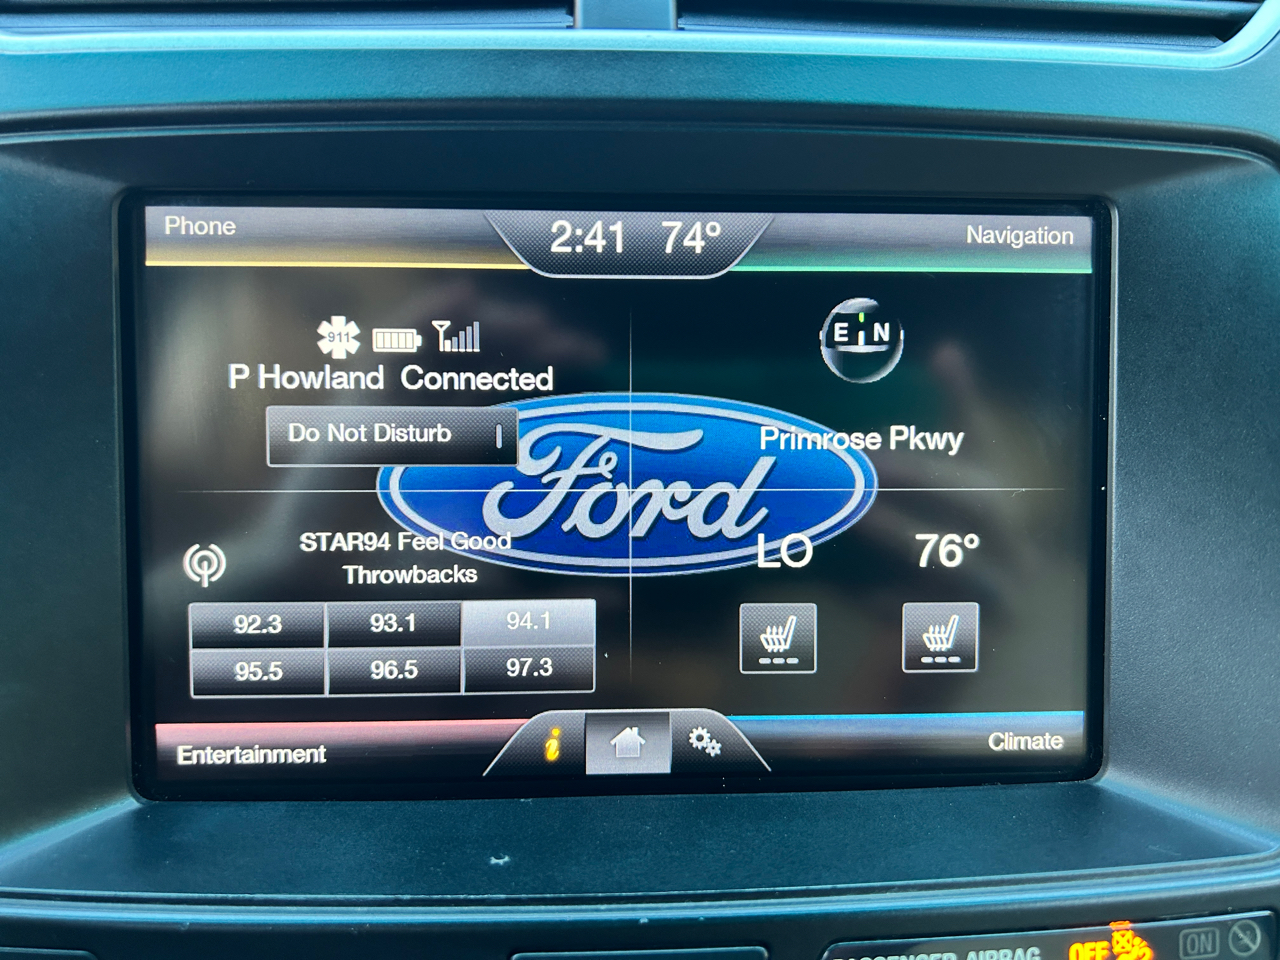 Phone
2:41 74°
Navigation
911
P Howland Connected
Do Not Disturb
E N
Primrose Pkwy
Ford
STAR94 Feel Good
Throwbacks
LO
76°
92.3 93.1 94.1
95.5 96.5 97.3
Entertainment
i
Climate
PASSENGER AIRBAG OFF ON